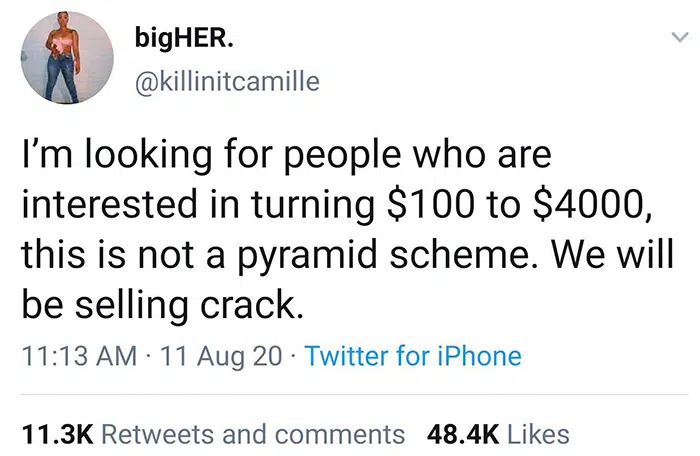 bigHER.
@killinitcamille
I’m looking for people who are
interested in turning $100 to $4000,
this is not a pyramid scheme. We will
be selling crack.
11:13 AM · 11 Aug 20 · Twitter for iPhone
11.3K Retweets and comments 48.4K Likes